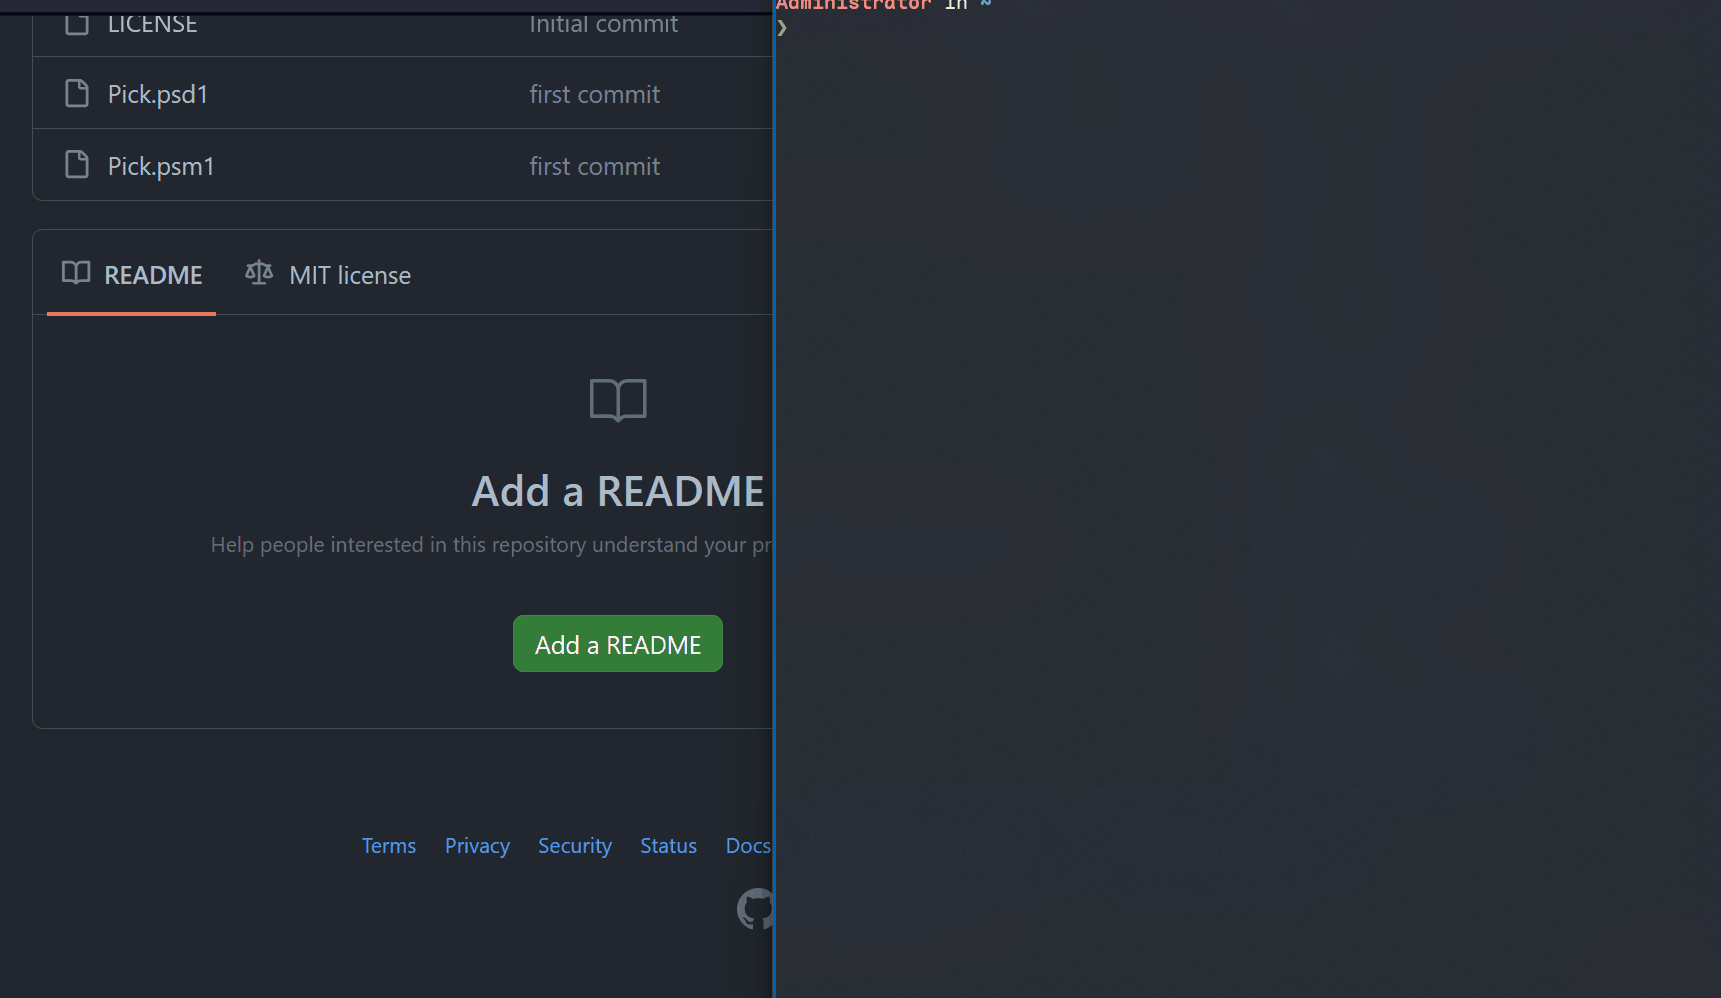 LICENSE Initial commit
Pick.psd1 first commit
Pick.psm1 first commit
README MIT license
Add a README
Help people interested in this repository understand your pr
Add a README
Terms Privacy Security Status Docs
Administrator in ~
❯